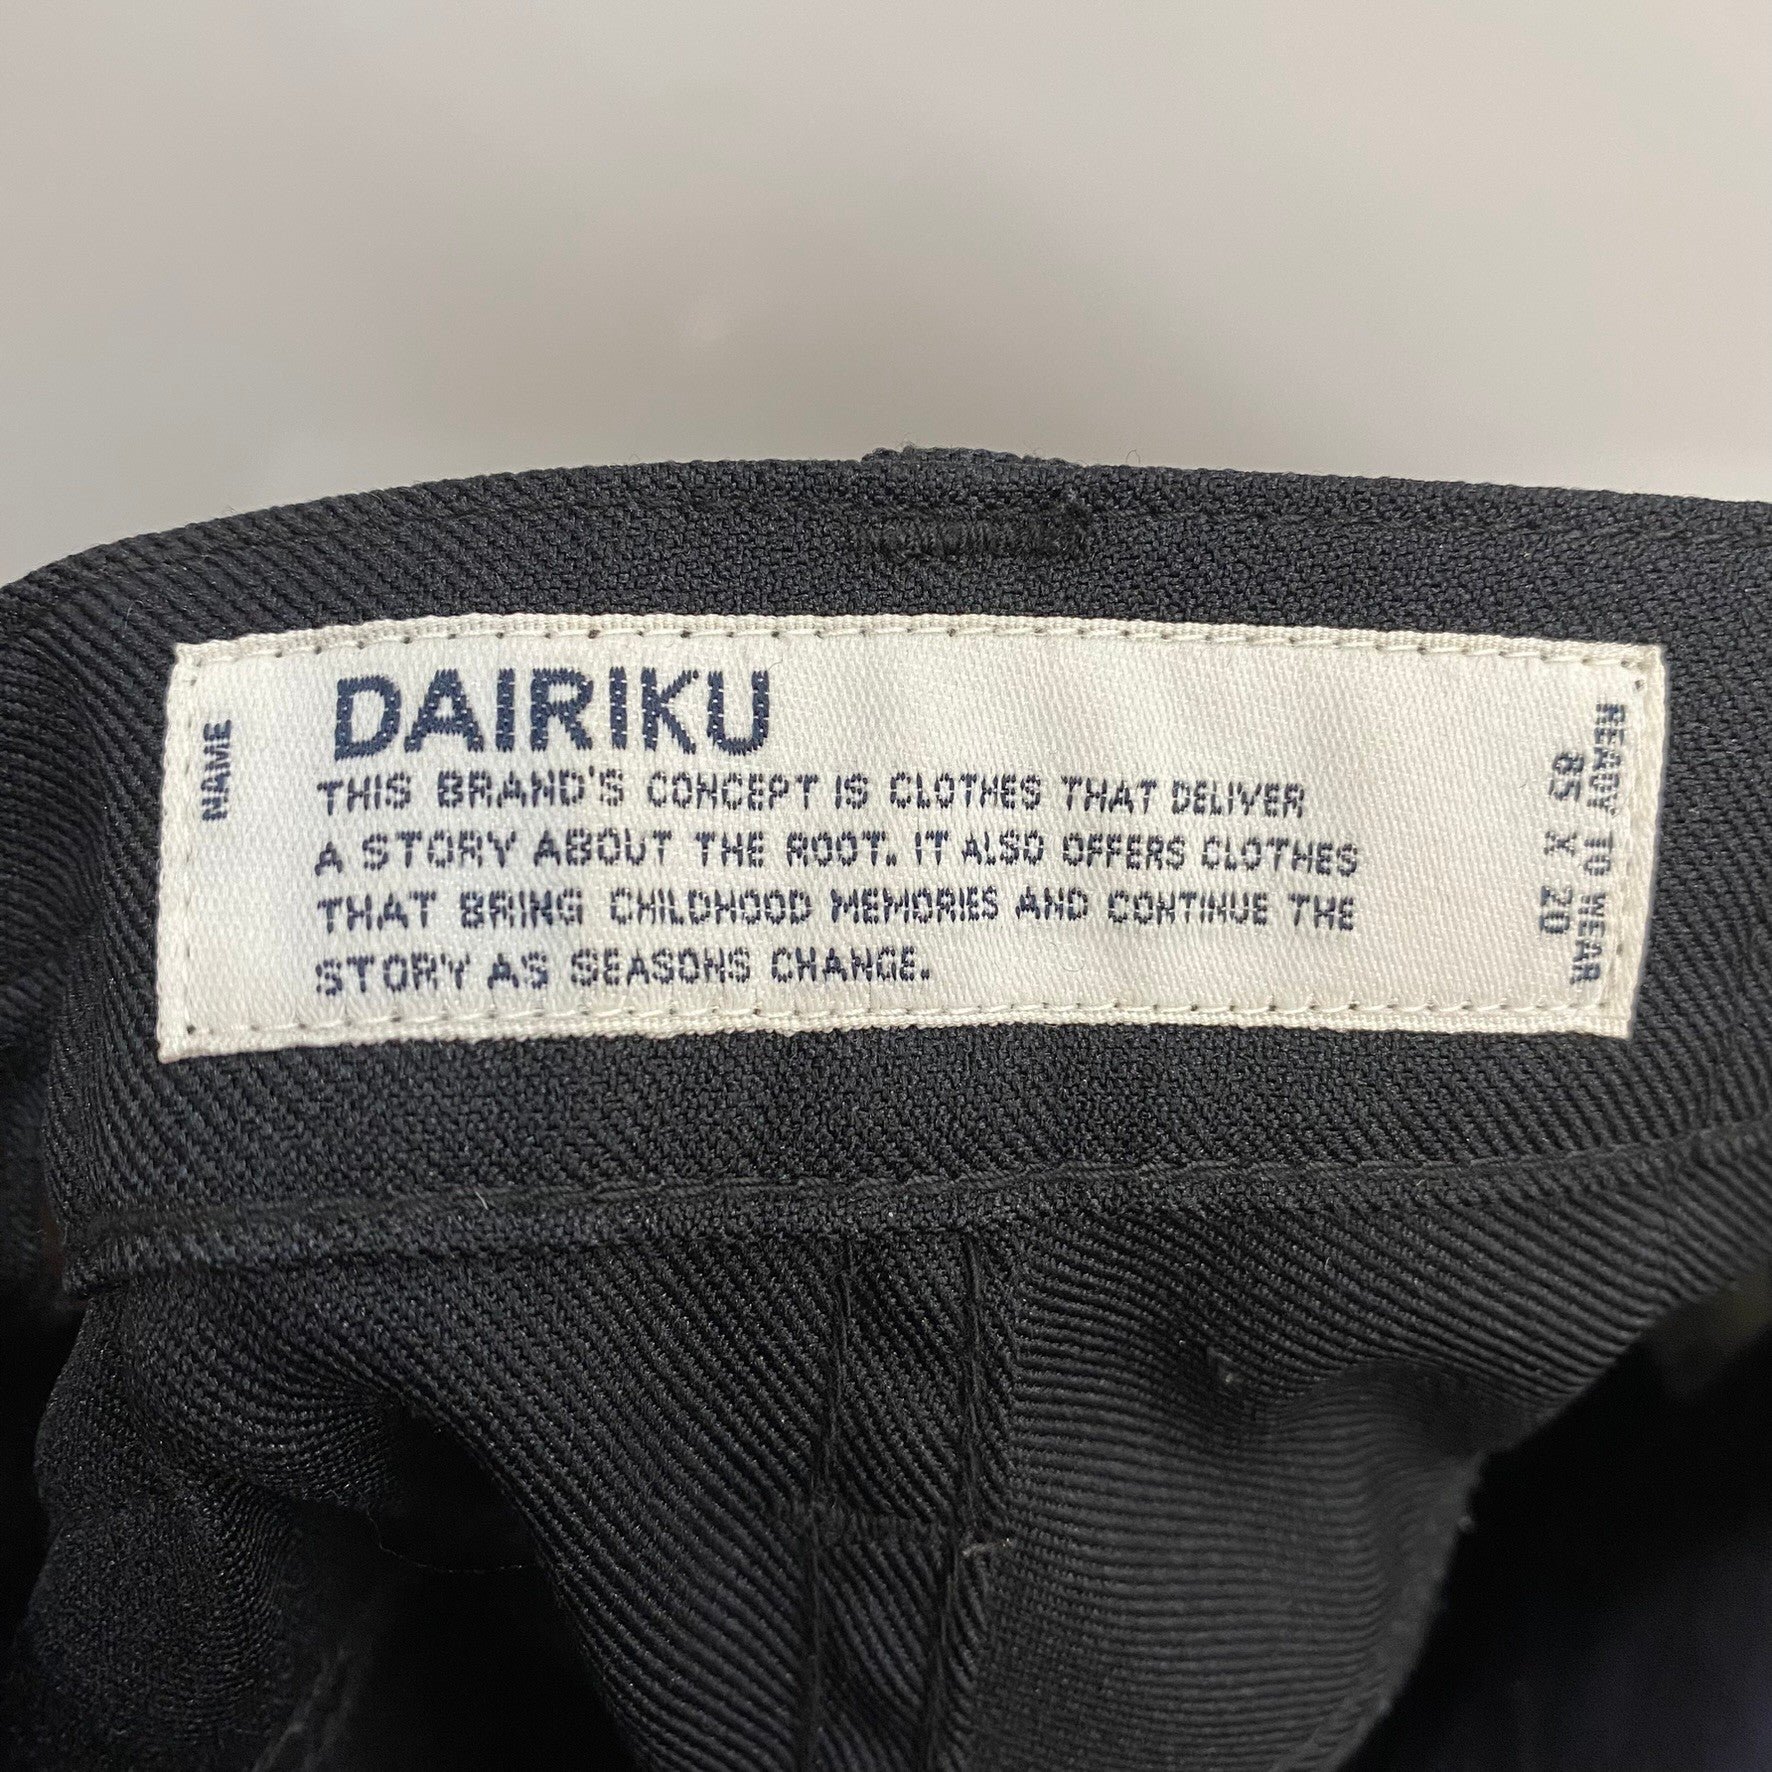 NAME
DAIRIKU
THIS BRAND'S CONCEPT IS CLOTHES THAT DELIVER
A STORY ABOUT THE ROOT. IT ALSO OFFERS CLOTHES
THAT BRING CHILDHOOD MEMORIES AND CONTINUE THE
STORY AS SEASONS CHANGE.
READY TO WEAR
85 X 20